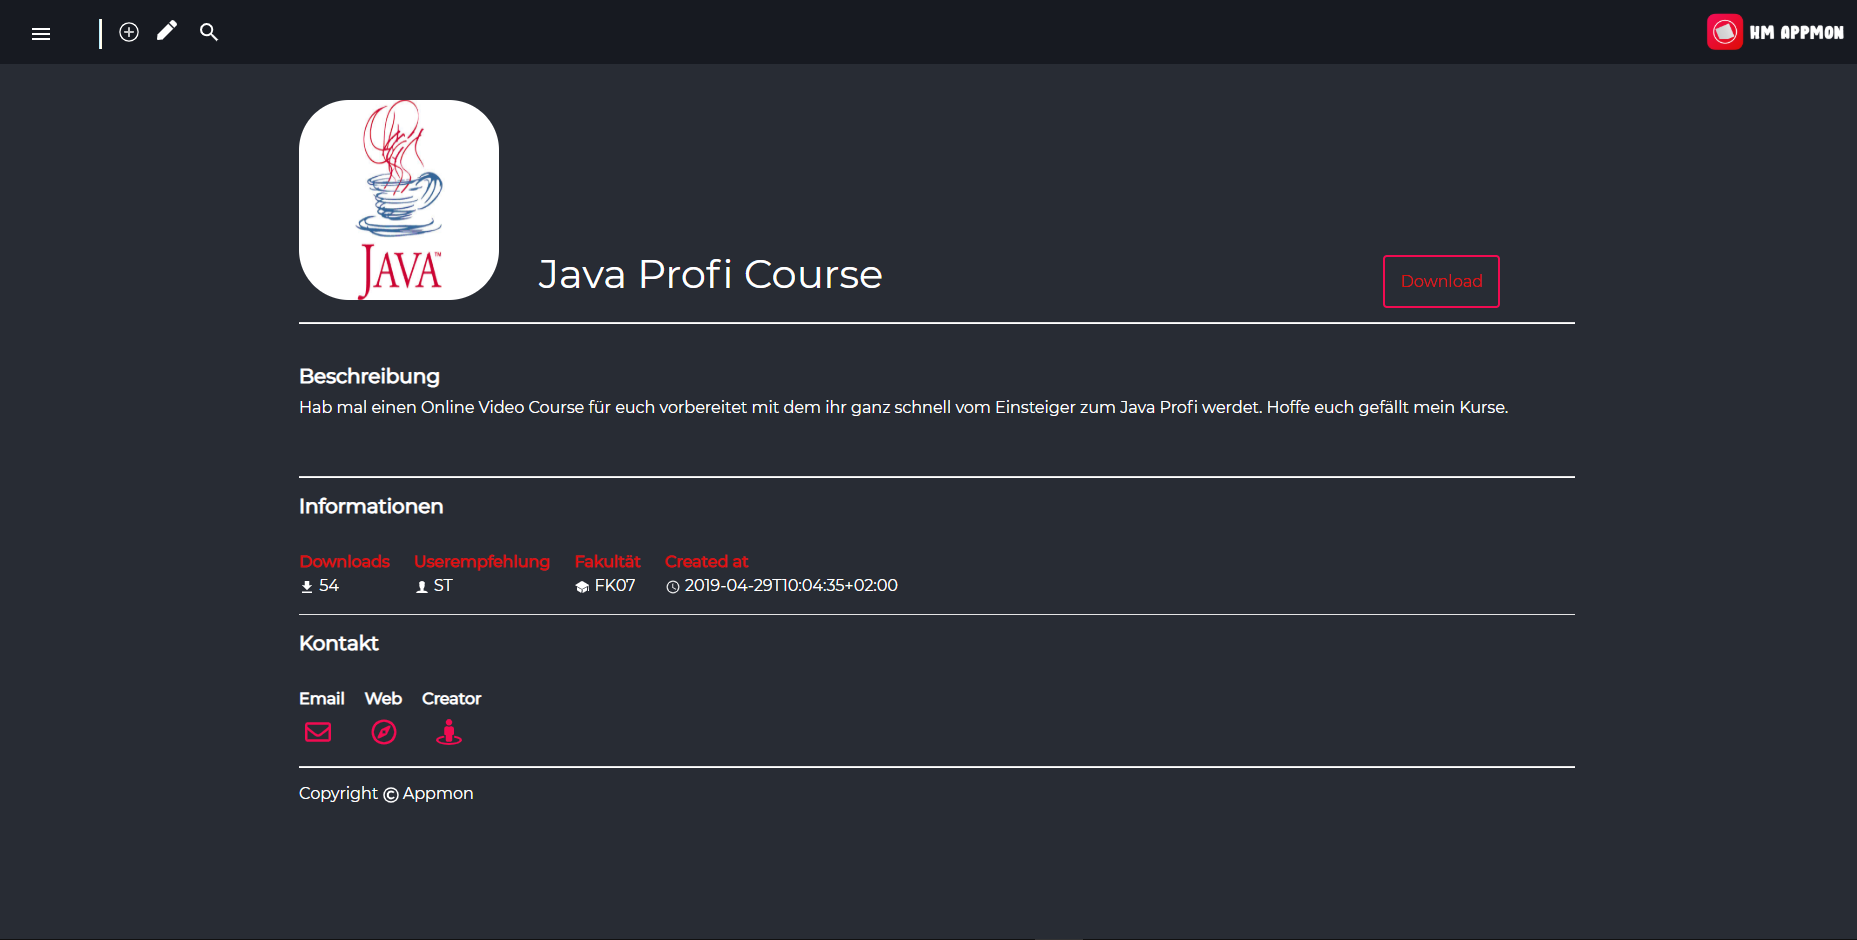 HM APPMON
JAVA™
Java Profi Course
Download
Beschreibung
Hab mal einen Online Video Course für euch vorbereitet mit dem ihr ganz schnell vom Einsteiger zum Java Profi werdet. Hoffe euch gefällt mein Kurse.
Informationen
Downloads Userempfehlung Fakultät Created at
54 ST FK07 2019-04-29T10:04:35+02:00
Kontakt
Email Web Creator
Copyright © Appmon